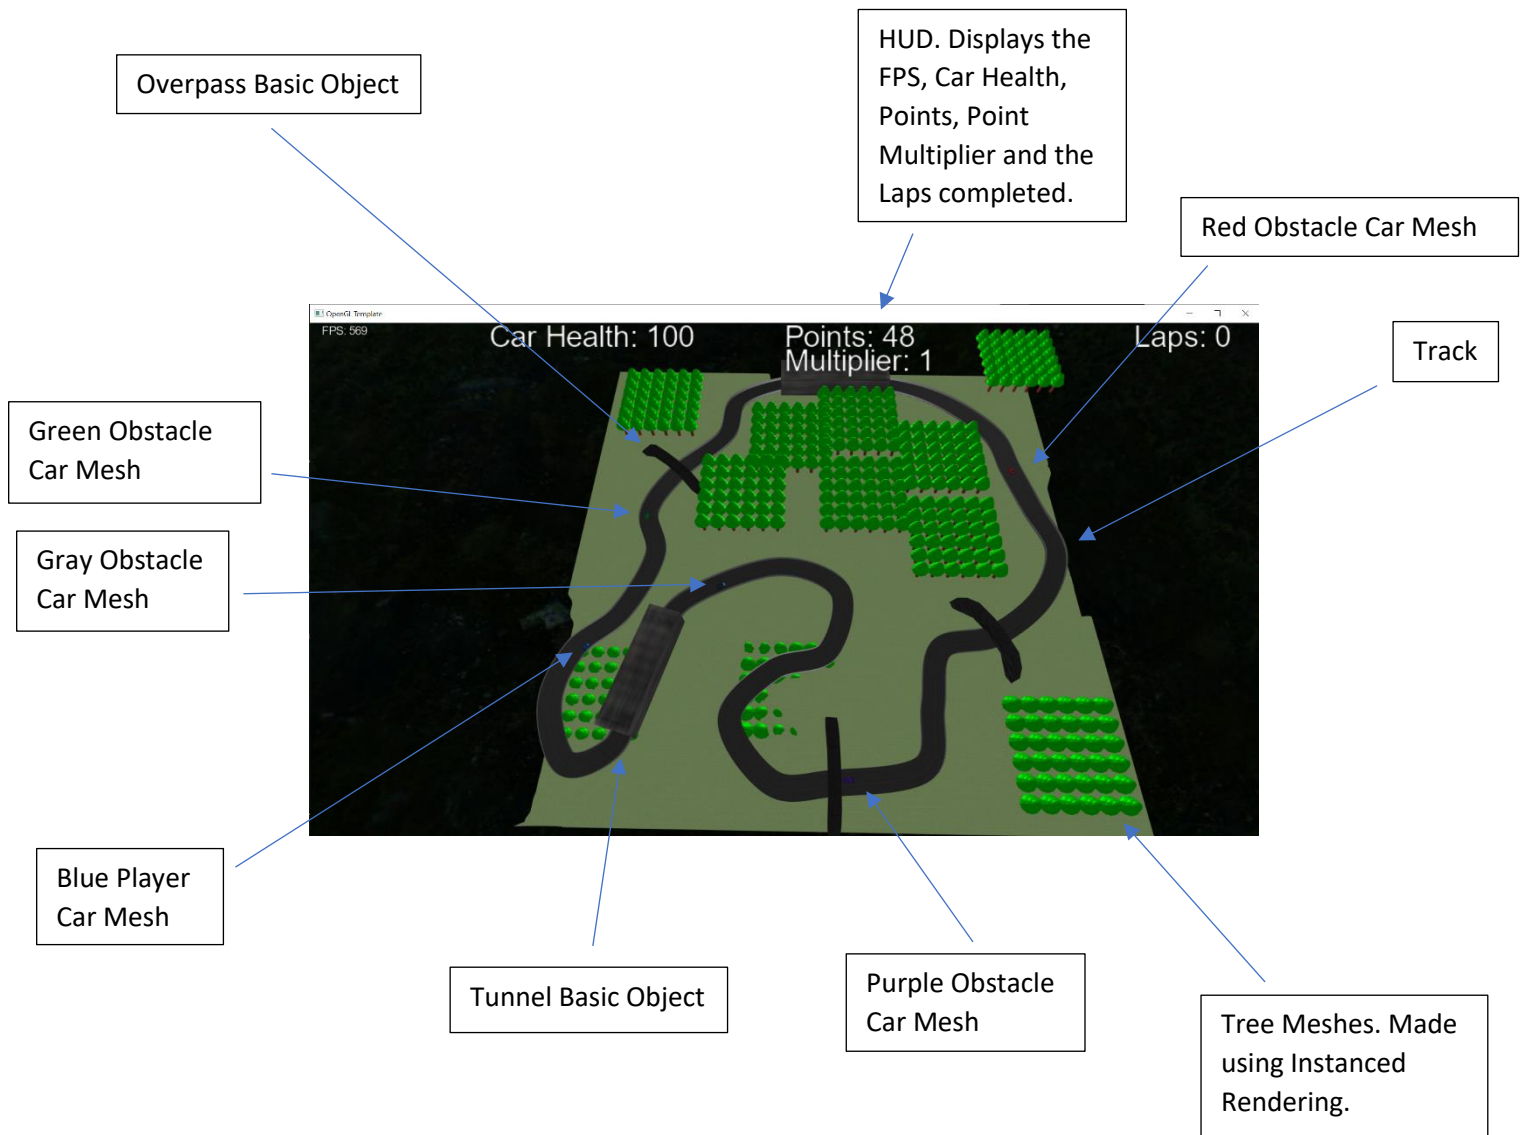 HUD. Displays the
FPS, Car Health,
Points, Point
Multiplier and the
Laps completed.
Overpass Basic Object
Red Obstacle Car Mesh
OpenGL Template
FPS: 569
Car Health: 100
Points: 48
Multiplier: 1
Laps: 0
Track
Green Obstacle
Car Mesh
Gray Obstacle
Car Mesh
Blue Player
Car Mesh
Tunnel Basic Object
Purple Obstacle
Car Mesh
Tree Meshes. Made
using Instanced
Rendering.